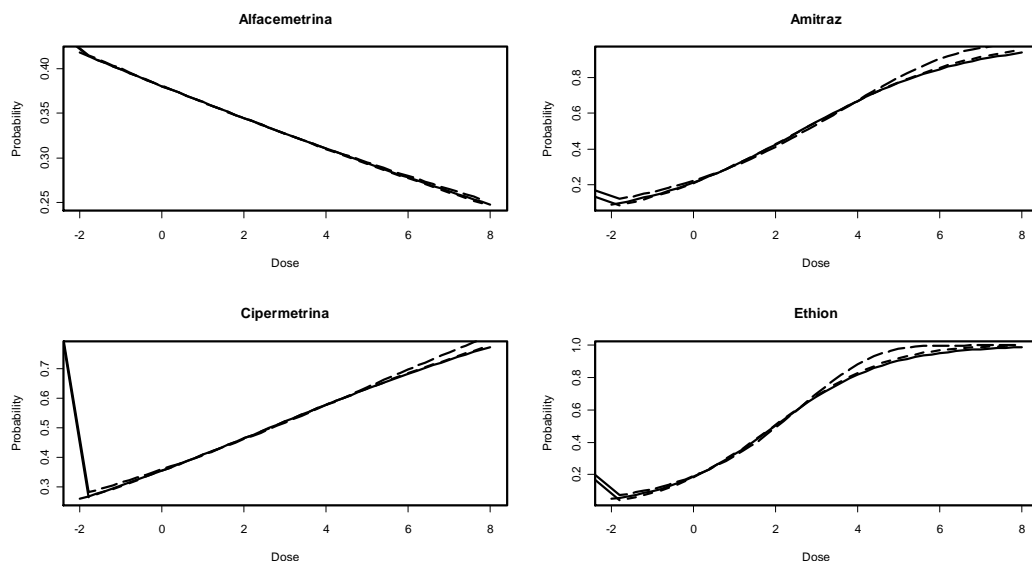 Alfacemetrina
Probability
0.25 0.30 0.35 0.40
-2 0 2 4 6 8
Dose
Amitraz
Probability
0.2 0.4 0.6 0.8
-2 0 2 4 6 8
Dose
Cipermetrina
Probability
0.3 0.4 0.5 0.6 0.7
-2 0 2 4 6 8
Dose
Ethion
Probability
0.2 0.4 0.6 0.8 1.0
-2 0 2 4 6 8
Dose